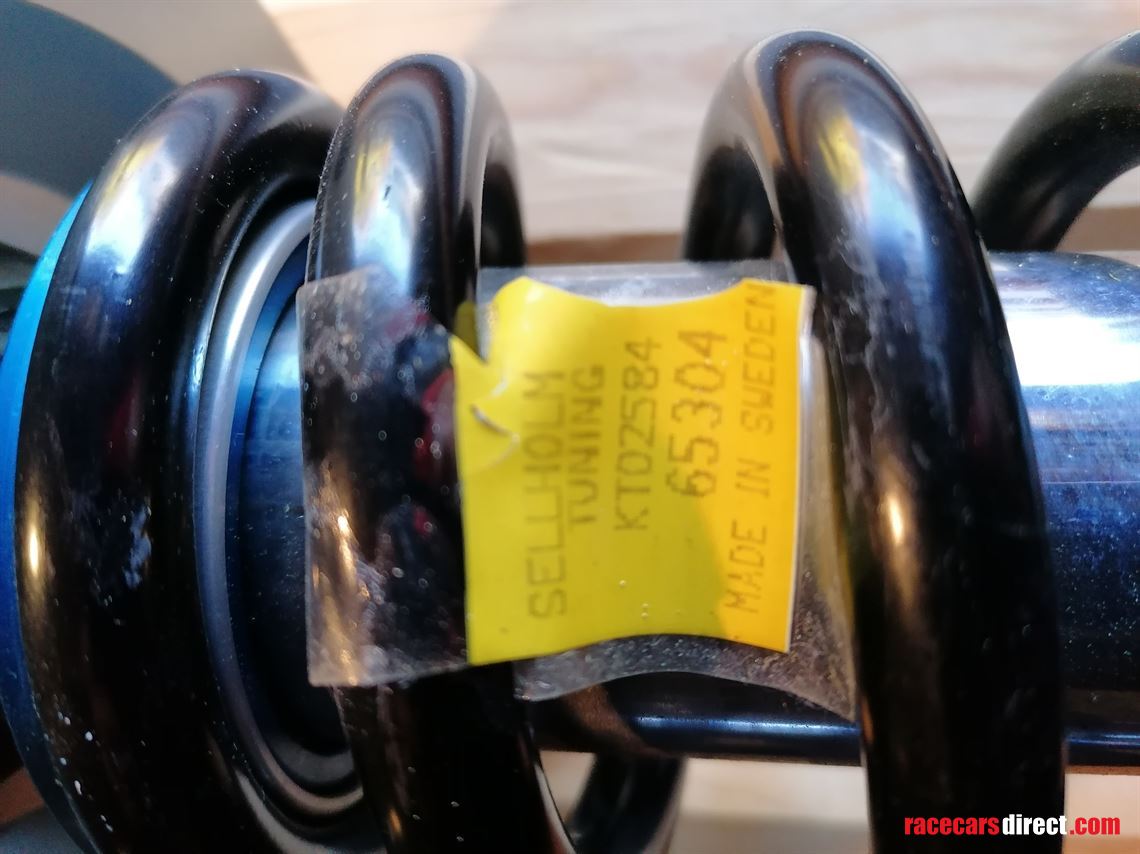 SELLHOLM
TUNING
KT02584
65304
MADE IN SWEDEN
racecarsdirect.com